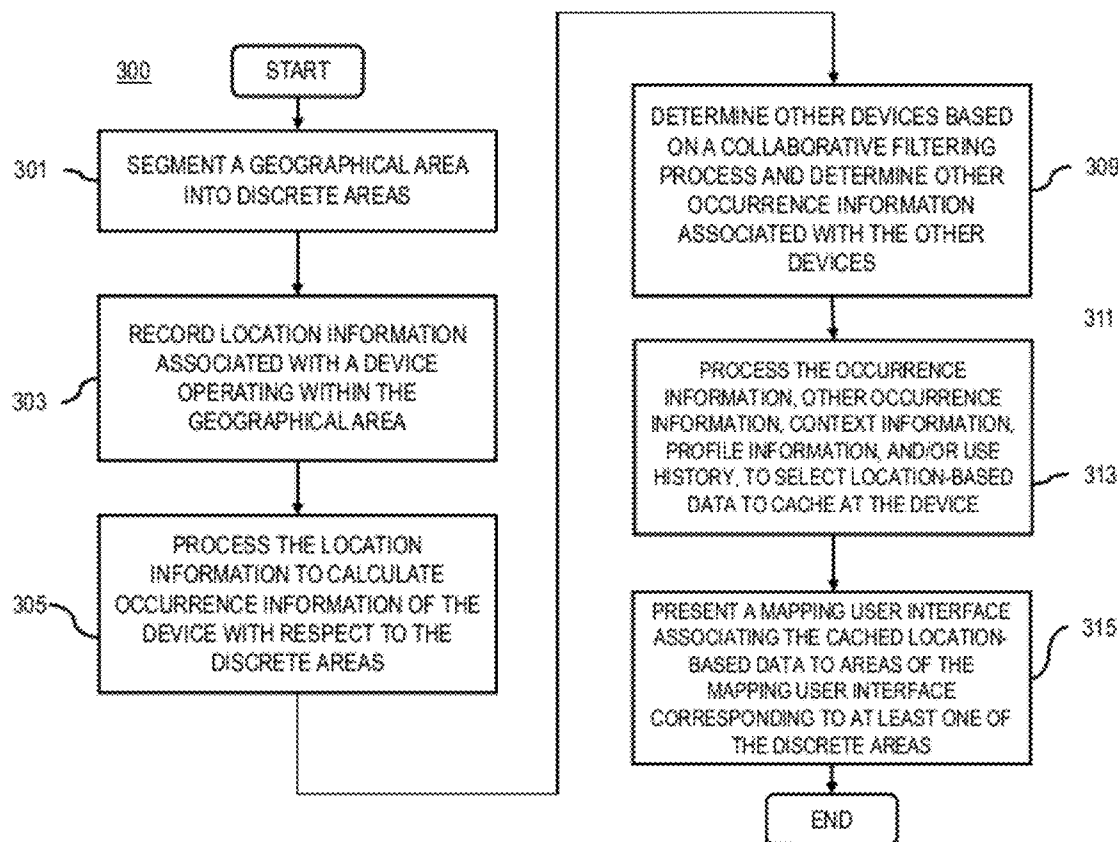 300
START
301
SEGMENT A GEOGRAPHICAL AREA
INTO DISCRETE AREAS
303
RECORD LOCATION INFORMATION
ASSOCIATED WITH A DEVICE
OPERATING WITHIN THE
GEOGRAPHICAL AREA
305
PROCESS THE LOCATION
INFORMATION TO CALCULATE
OCCURRENCE INFORMATION OF THE
DEVICE WITH RESPECT TO THE
DISCRETE AREAS
DETERMINE OTHER DEVICES BASED
ON A COLLABORATIVE FILTERING
PROCESS AND DETERMINE OTHER
OCCURRENCE INFORMATION
ASSOCIATED WITH THE OTHER
DEVICES
309
311
PROCESS THE OCCURRENCE
INFORMATION, OTHER OCCURRENCE
INFORMATION, CONTEXT INFORMATION,
PROFILE INFORMATION, AND/OR USE
HISTORY, TO SELECT LOCATION-BASED
DATA TO CACHE AT THE DEVICE
313
PRESENT A MAPPING USER INTERFACE
ASSOCIATING THE CACHED LOCATION-
BASED DATA TO AREAS OF THE
MAPPING USER INTERFACE
CORRESPONDING TO AT LEAST ONE OF
THE DISCRETE AREAS
315
END